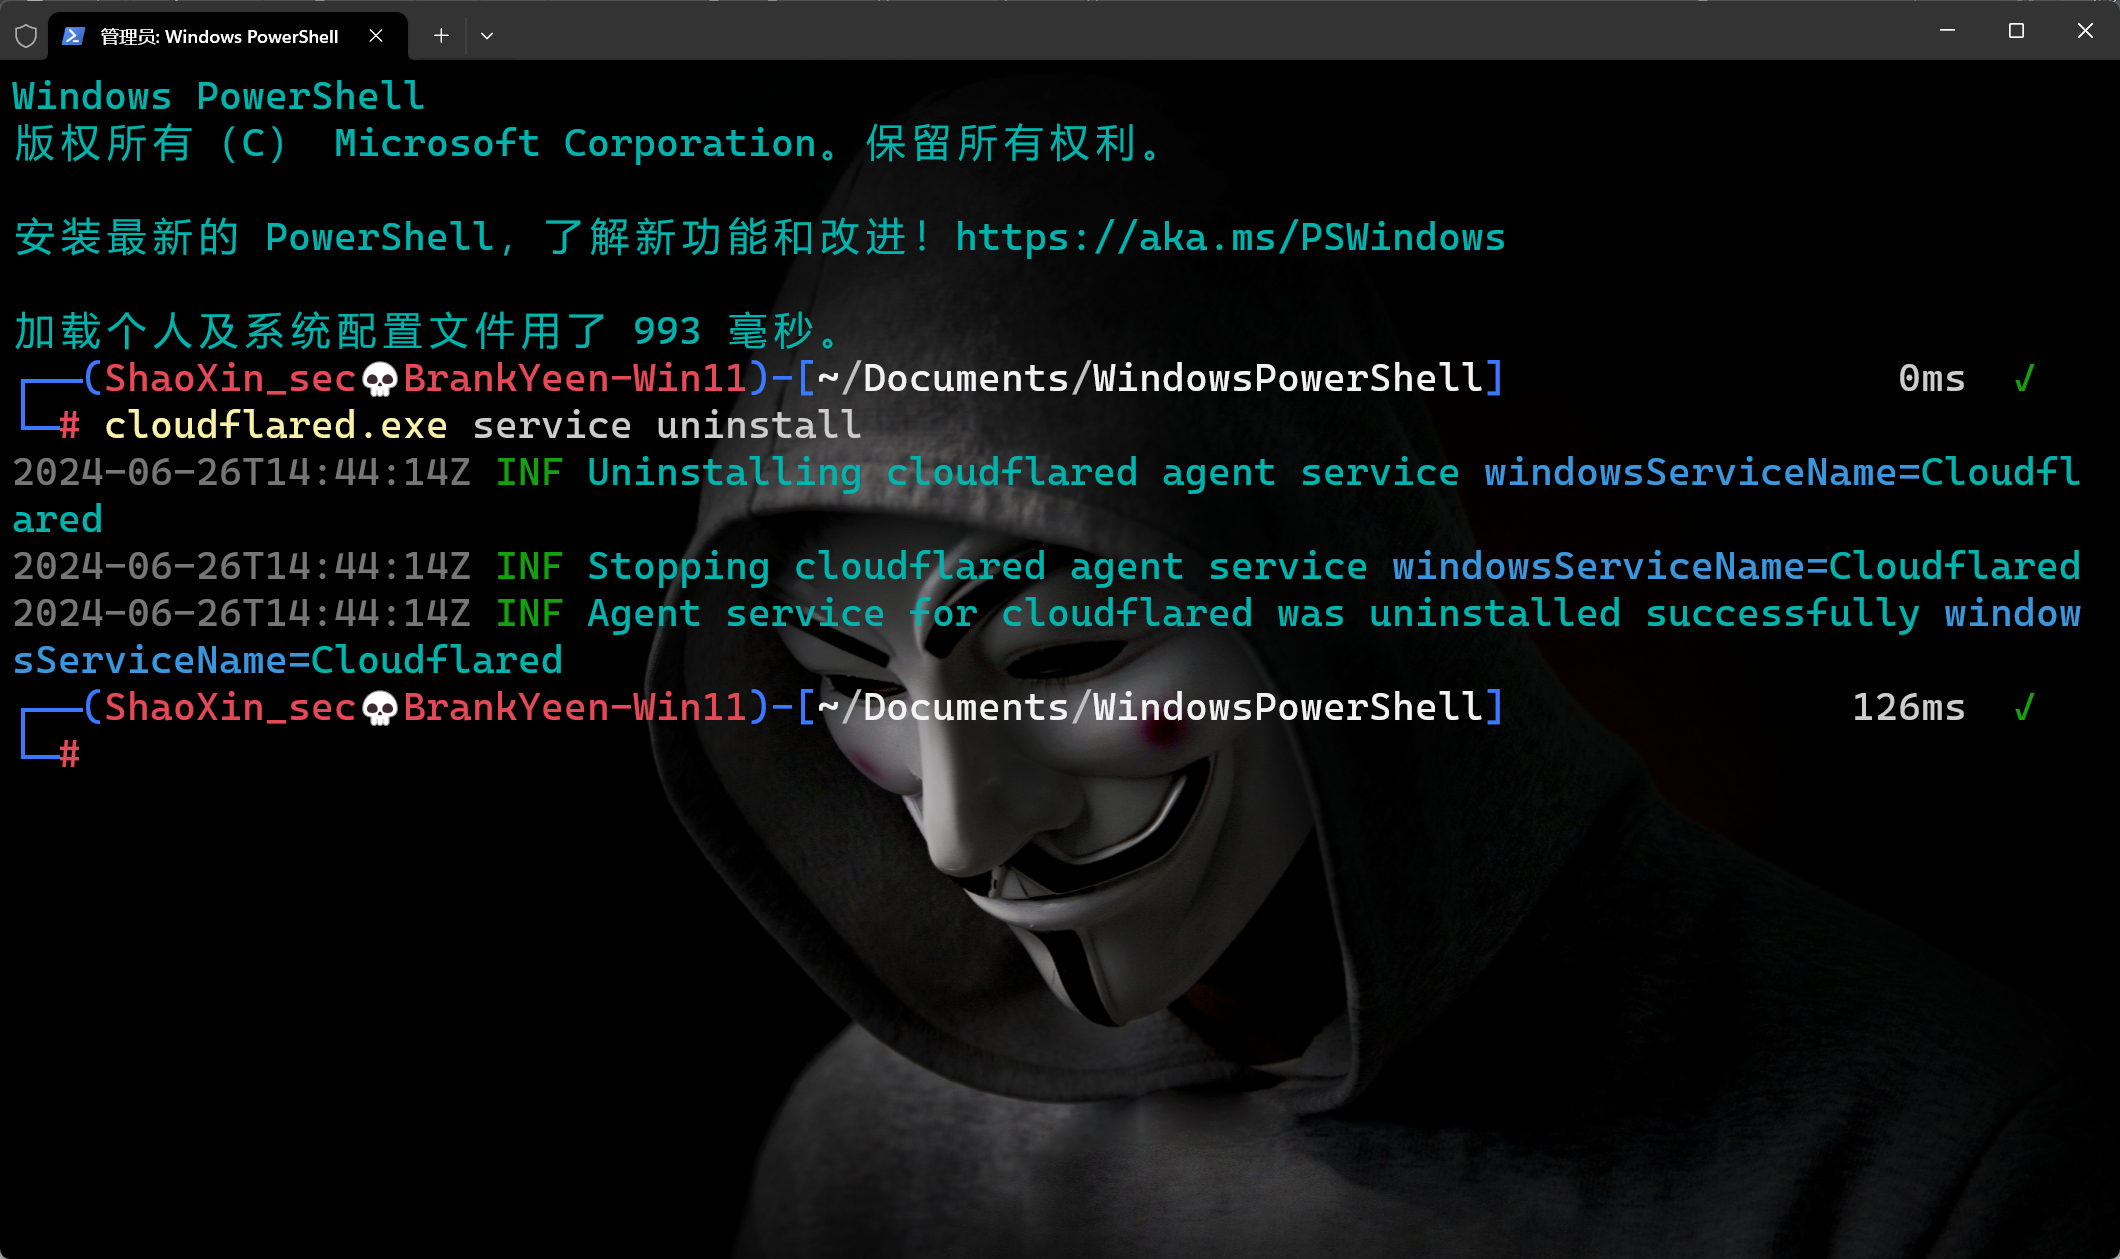 管理员: Windows PowerShell
Windows PowerShell
版权所有 (C)  Microsoft Corporation。保留所有权利。
安装最新的 PowerShell，了解新功能和改进！https://aka.ms/PSWindows
加载个人及系统配置文件用了 993 毫秒。
┌──(ShaoXin_sec💀BrankYeen-Win11)-[~/Documents/WindowsPowerShell] 0ms √
└─# cloudflared.exe service uninstall
2024-06-26T14:44:14Z INF Uninstalling cloudflared agent service windowsServiceName=Cloudfl
ared
2024-06-26T14:44:14Z INF Stopping cloudflared agent service windowsServiceName=Cloudflared
2024-06-26T14:44:14Z INF Agent service for cloudflared was uninstalled successfully window
sServiceName=Cloudflared
┌──(ShaoXin_sec💀BrankYeen-Win11)-[~/Documents/WindowsPowerShell] 126ms √
└─#